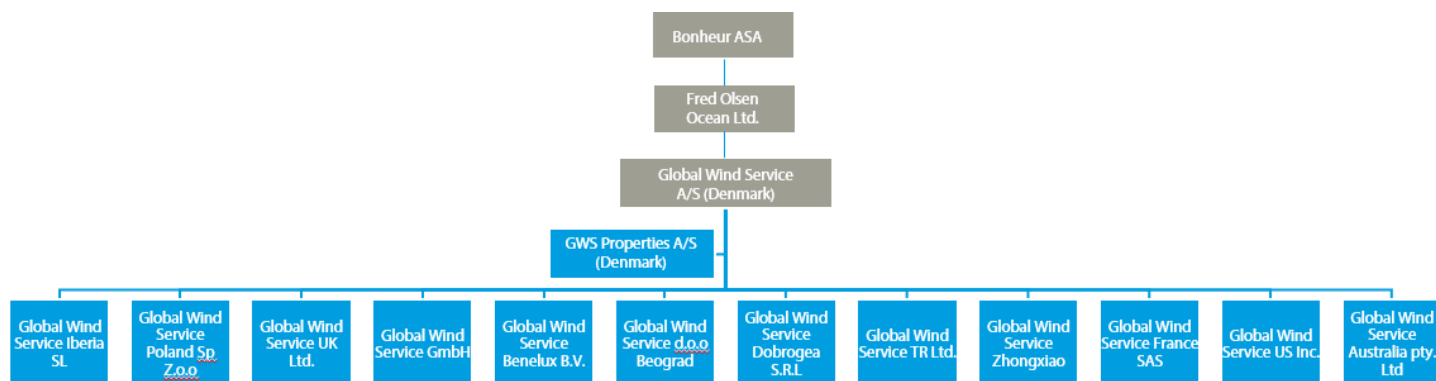 Bonheur ASA
Fred Olsen
Ocean Ltd.
Global Wind Service
A/S (Denmark)
GWS Properties A/S
(Denmark)
Global Wind
Service Iberia
SL
Global Wind
Service
Poland Sp
Z.o.o
Global Wind
Service UK
Ltd.
Global Wind
Service GmbH
Global Wind
Service
Benelux B.V.
Global Wind
Service d.o.o
Beograd
Global Wind
Service
Dobrogea
S.R.L
Global Wind
Service TR Ltd.
Global Wind
Service
Zhongxiao
Global Wind
Service France
SAS
Global Wind
Service US Inc.
Global Wind
Service
Australia pty.
Ltd